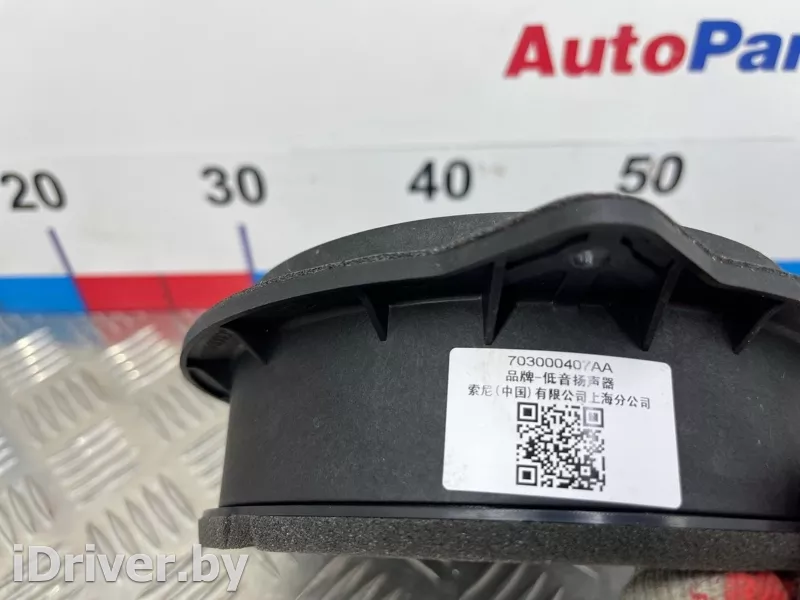 AutoPar
20 30 40 50
703000407AA
品牌-低音扬声器
索尼(中国)有限公司上海分公司
iDriver.by